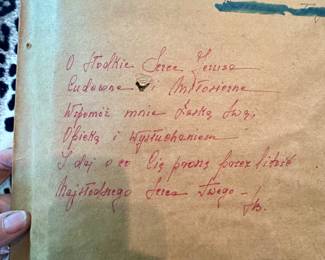 O Słodkie Serce Jezusa
Cudowne i Miłosierne
Wspomóż mnie Łaską Swą,
Opieką i Wysłuchaniem
I daj o co Cię proszę przez litość
Najsłodszego Serca Twego –